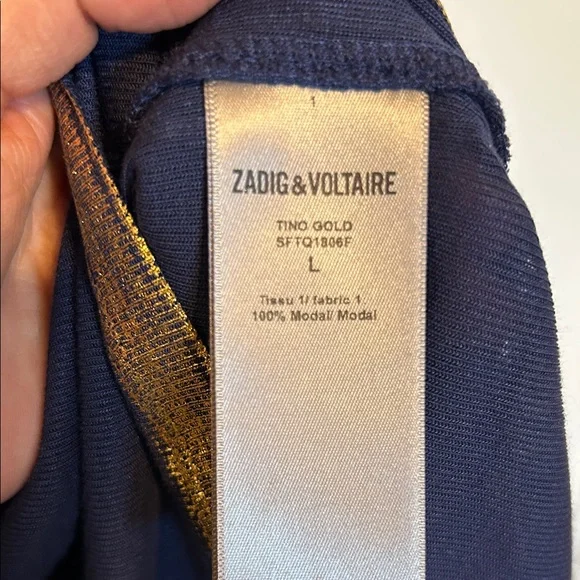 1
ZADIG&VOLTAIRE
TINO GOLD
SFTQ1806F
L
Tissu 1/ fabric 1
100% Modal/ Modal